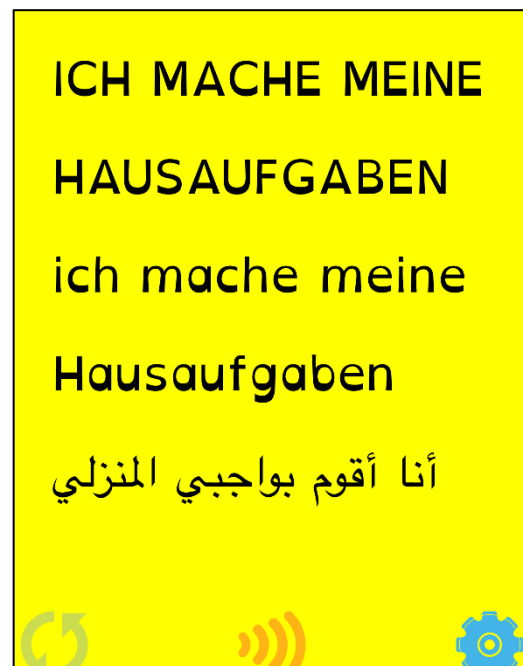 ICH MACHE MEINE
HAUSAUFGABEN
ich mache meine
Hausaufgaben
أنا أقوم بواجبي المنزلي